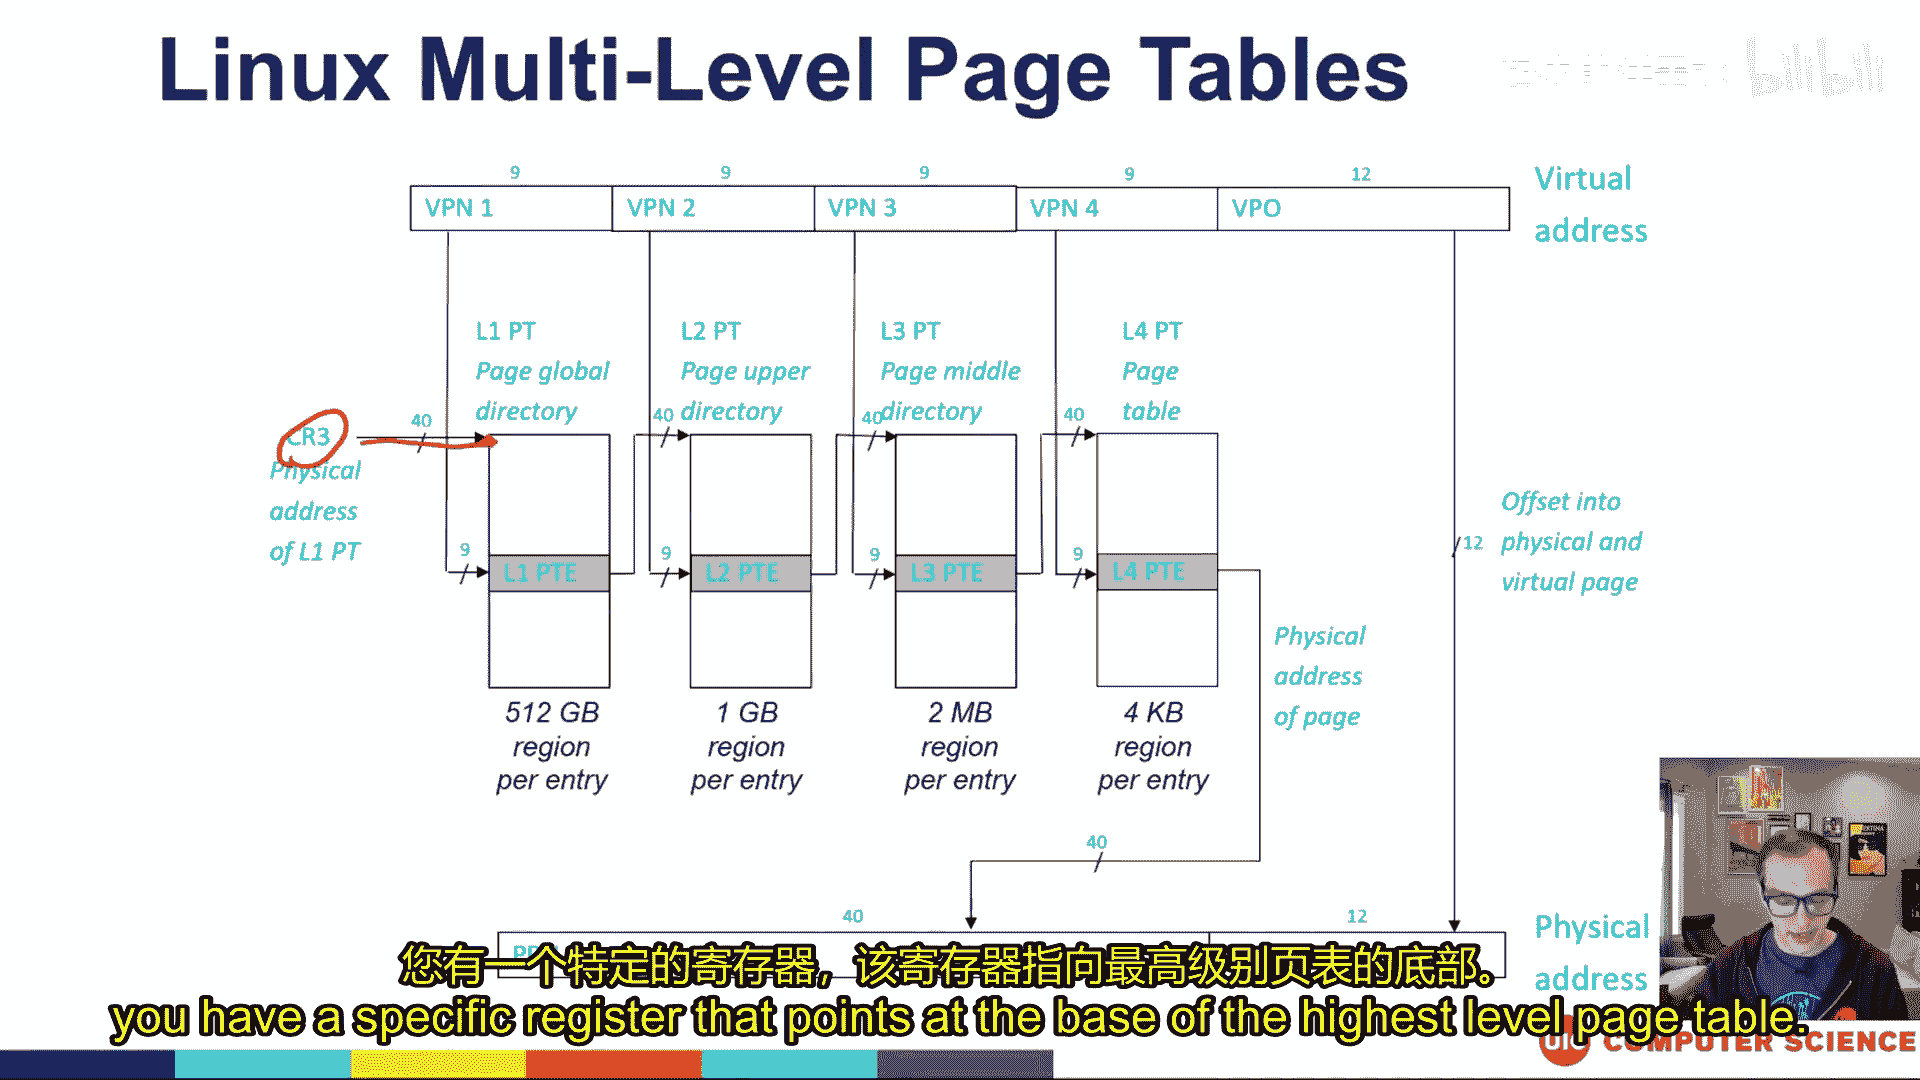 Linux Multi-Level Page Tables
bilibili
9
9
9
9
12
VPN 1
VPN 2
VPN 3
VPN 4
VPO
Virtual
address
L1 PT
Page global
directory
L2 PT
Page upper
directory
L3 PT
Page middle
directory
L4 PT
Page
table
40
40
40
40
CR3
Physical
address
of L1 PT
9
9
9
9
L1 PTE
L2 PTE
L3 PTE
L4 PTE
12
Offset into
physical and
virtual page
512 GB
region
per entry
1 GB
region
per entry
2 MB
region
per entry
4 KB
region
per entry
Physical
address
of page
40
40
12
Physical
address
您有一个特定的寄存器，该寄存器指向最高级别页表的底部。
you have a specific register that points at the base of the highest level page table.
UIC COMPUTER SCIENCE